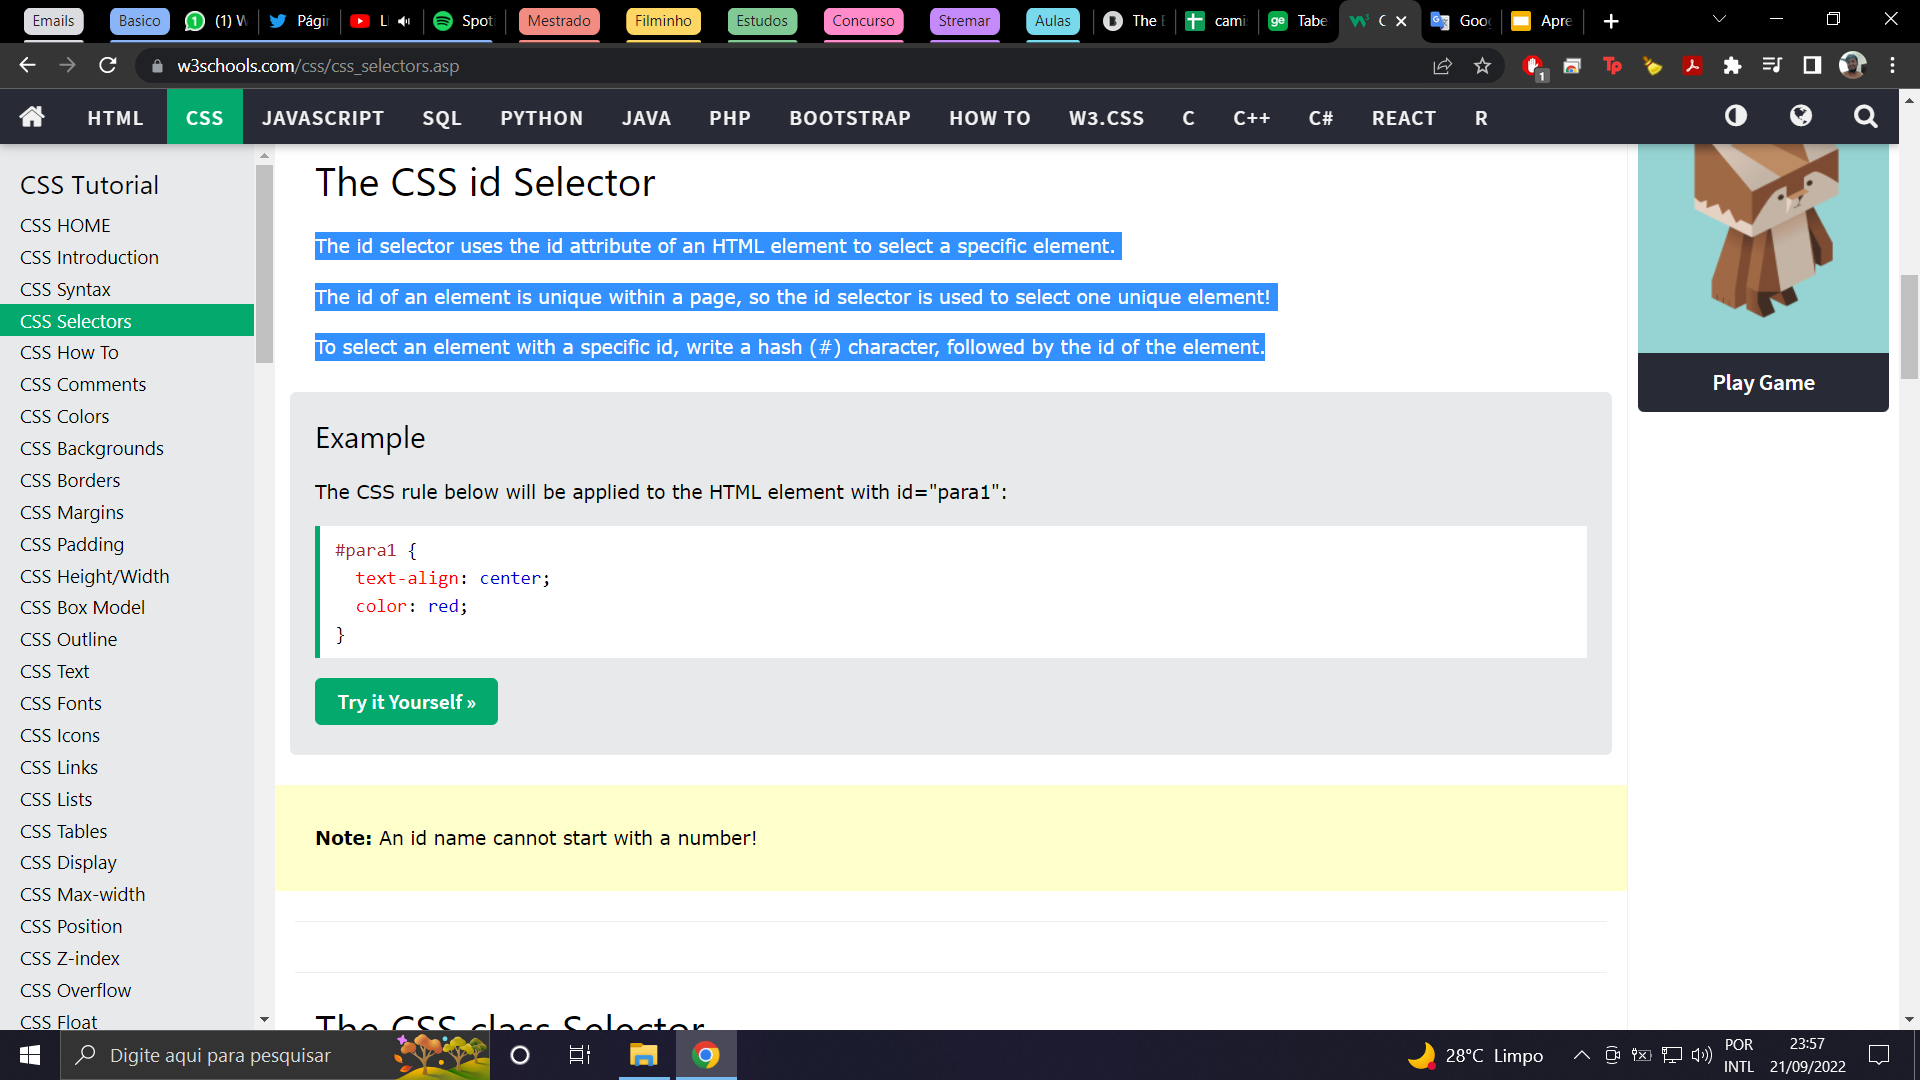 Emails Basico (1) W Págir L Spoti Mestrado Filminho Estudos Concurso Stremar Aulas The E cami Tabe C Goog Apre
w3schools.com/css/css_selectors.asp
1
HTML CSS JAVASCRIPT SQL PYTHON JAVA PHP BOOTSTRAP HOW TO W3.CSS C C++ C# REACT R
CSS Tutorial
CSS HOME
CSS Introduction
CSS Syntax
CSS Selectors
CSS How To
CSS Comments
CSS Colors
CSS Backgrounds
CSS Borders
CSS Margins
CSS Padding
CSS Height/Width
CSS Box Model
CSS Outline
CSS Text
CSS Fonts
CSS Icons
CSS Links
CSS Lists
CSS Tables
CSS Display
CSS Max-width
CSS Position
CSS Z-index
CSS Overflow
CSS Float
The CSS id Selector
The id selector uses the id attribute of an HTML element to select a specific element.
The id of an element is unique within a page, so the id selector is used to select one unique element!
To select an element with a specific id, write a hash (#) character, followed by the id of the element.
Example
The CSS rule below will be applied to the HTML element with id="para1":
#para1 {
text-align: center;
color: red;
}
Try it Yourself »
Note: An id name cannot start with a number!
The CSS class Selector
Play Game
Digite aqui para pesquisar
28°C Limpo
POR
INTL
23:57
21/09/2022